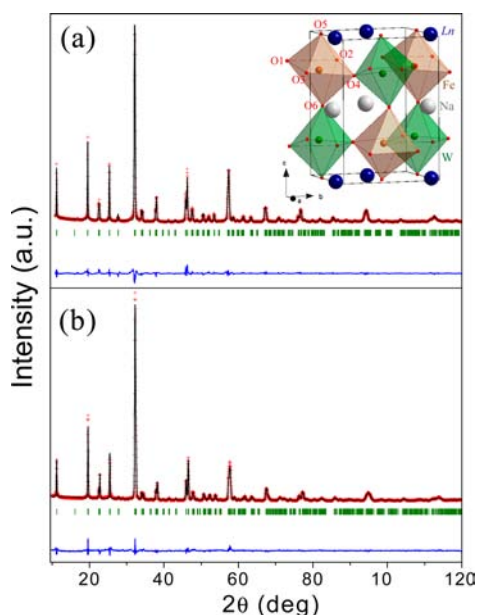 (a)
O5
Ln
O1
O2
O3
O4
Fe
O6
Na
W
c
a
b
(b)
Intensity (a.u.)
20 40 60 80 100 120
2θ (deg)